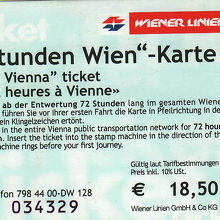 cket
WIENER LINIEN
tunden Wien“-Karte
Vienna” ticket
heures à Vienne»
ab der Entwertung 72 Stunden lang im gesamten Wiene
führen Sie vor Ihrer ersten Fahrt die Karte in Pfeilrichtung in de
ein Klingelzeichen ertönt.
in the entire Vienna public transportation network for 72 hour
n. Insert the ticket into the stamp machine in the direction of the
rings before your first journey.
Gültig laut Tarifbestimmungen
Preis inkl. 10% USt.
fon 798 44 00-DW 128
€ 18,50
034329
Wiener Linien GmbH & Co KG